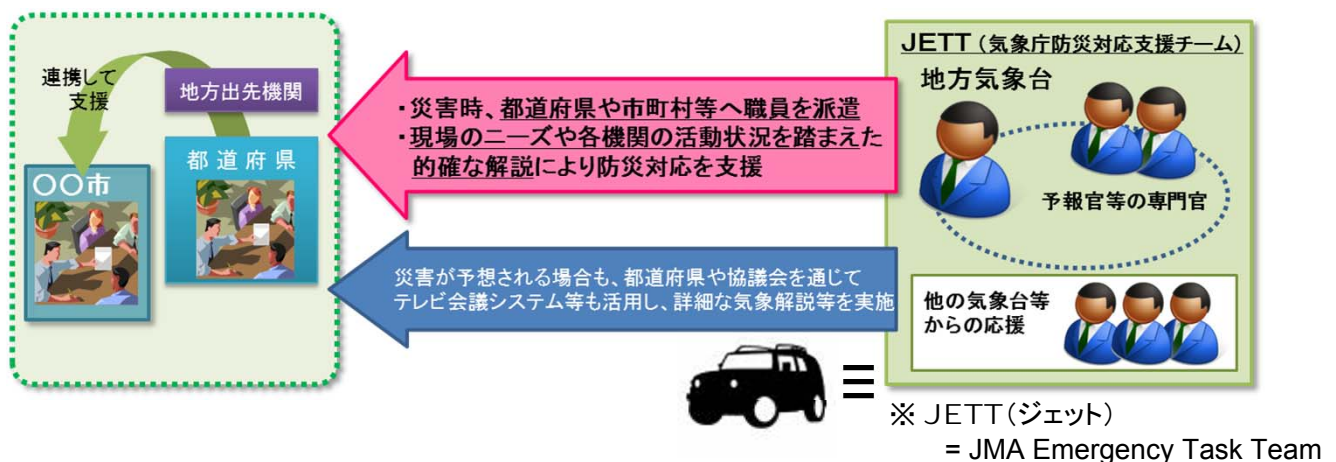 連携して
支援
地方出先機関
都道府県
〇〇市
・災害時、都道府県や市町村等へ職員を派遣
・現場のニーズや各機関の活動状況を踏まえた
的確な解説により防災対応を支援
災害が予想される場合も、都道府県や協議会を通じて
テレビ会議システム等も活用し、詳細な気象解説等を実施
JETT(気象庁防災対応支援チーム)
地方気象台
予報官等の専門官
他の気象台等
からの応援
※ JETT(ジェット)
= JMA Emergency Task Team